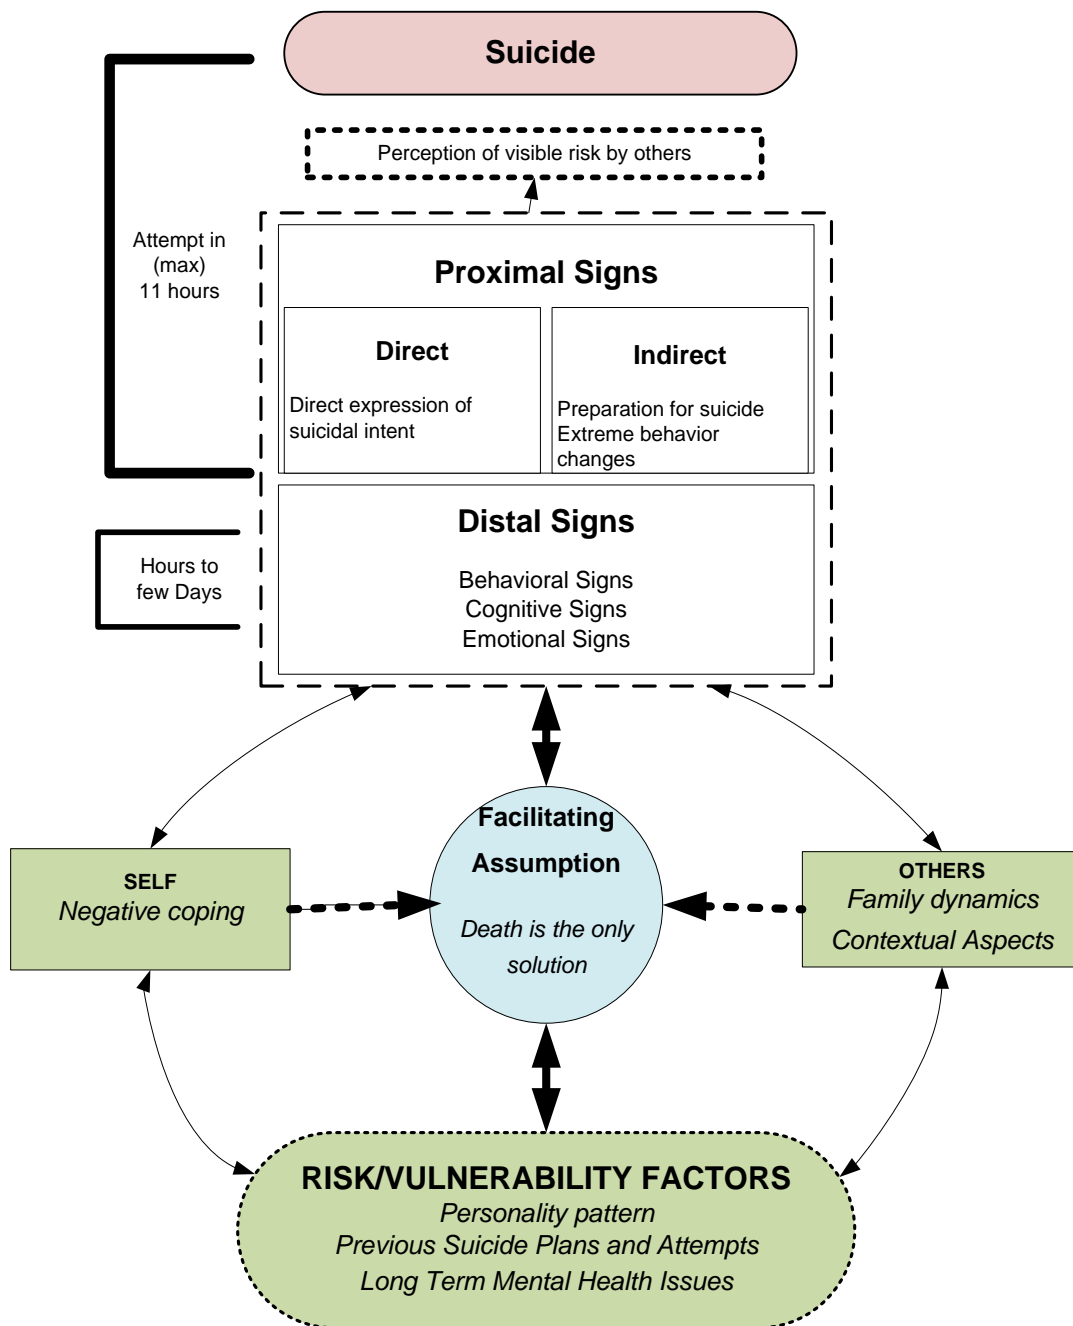 Suicide
Perception of visible risk by others
Attempt in
(max)
11 hours
Proximal Signs
Direct
Direct expression of
suicidal intent
Indirect
Preparation for suicide
Extreme behavior
changes
Distal Signs
Behavioral Signs
Cognitive Signs
Emotional Signs
Hours to
few Days
Facilitating
Assumption
Death is the only
solution
SELF
Negative coping
OTHERS
Family dynamics
Contextual Aspects
RISK/VULNERABILITY FACTORS
Personality pattern
Previous Suicide Plans and Attempts
Long Term Mental Health Issues